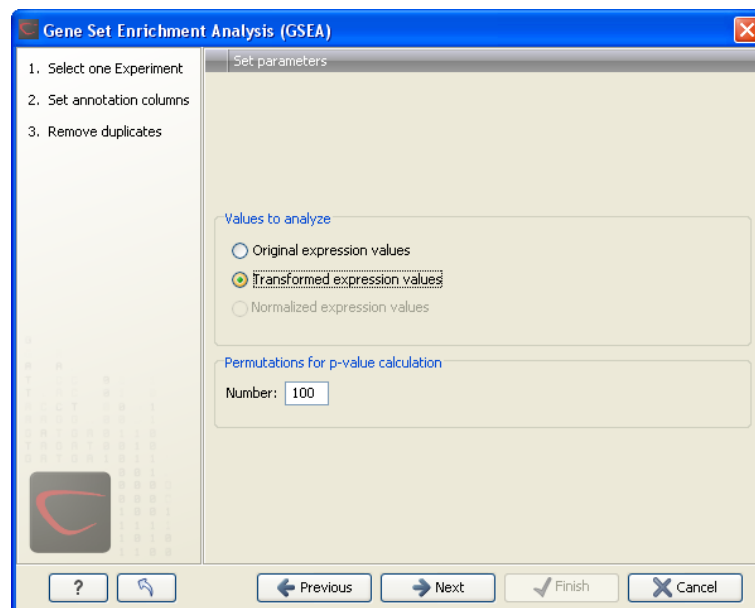 Gene Set Enrichment Analysis (GSEA)
1. Select one Experiment
2. Set annotation columns
3. Remove duplicates
Set parameters
Values to analyze
Original expression values
Transformed expression values
Normalized expression values
Permutations for p-value calculation
Number: 100
? Previous Next Finish Cancel